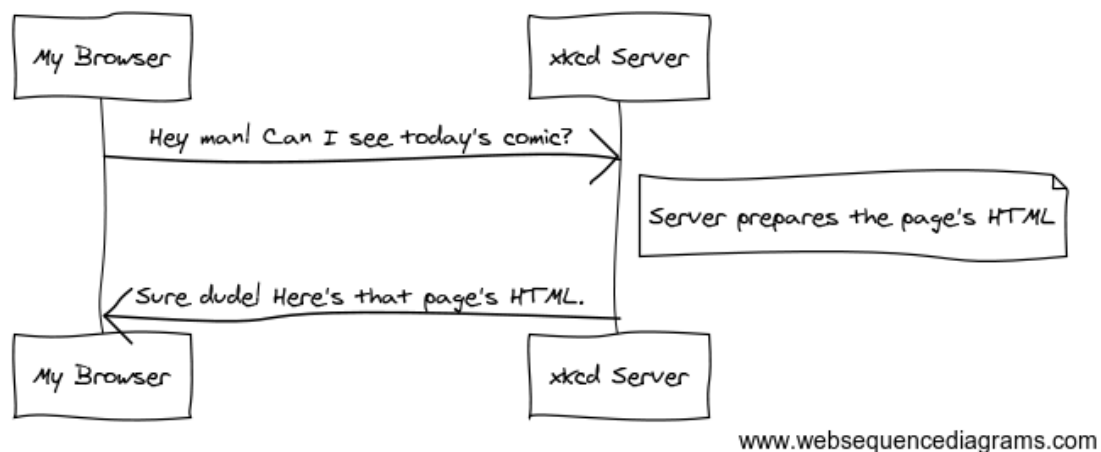 My Browser
xkcd Server
Hey man! Can I see today's comic?
Server prepares the page's HTML
Sure dude! Here's that page's HTML.
My Browser
xkcd Server
www.websequencediagrams.com